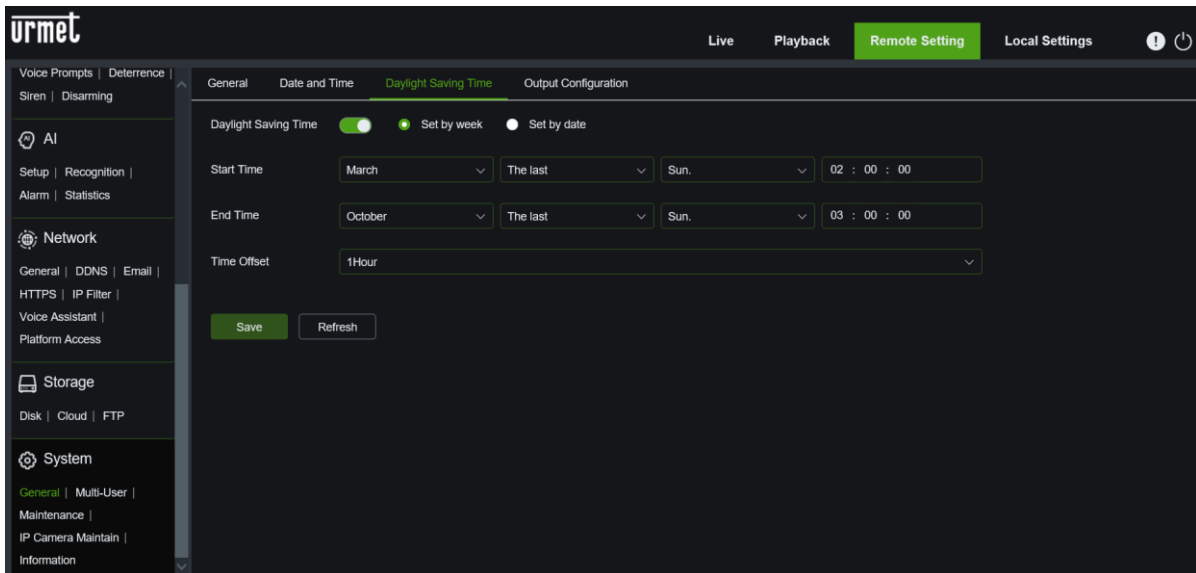 urmet
Live Playback Remote Setting Local Settings
Voice Prompts | Deterrence |
Siren | Disarming
AI
Setup | Recognition |
Alarm | Statistics
Network
General | DDNS | Email |
HTTPS | IP Filter |
Voice Assistant |
Platform Access
Storage
Disk | Cloud | FTP
System
General | Multi-User |
Maintenance |
IP Camera Maintain |
Information
General Date and Time Daylight Saving Time Output Configuration
Daylight Saving Time Set by week Set by date
Start Time March The last Sun. 02 : 00 : 00
End Time October The last Sun. 03 : 00 : 00
Time Offset 1Hour
Save Refresh